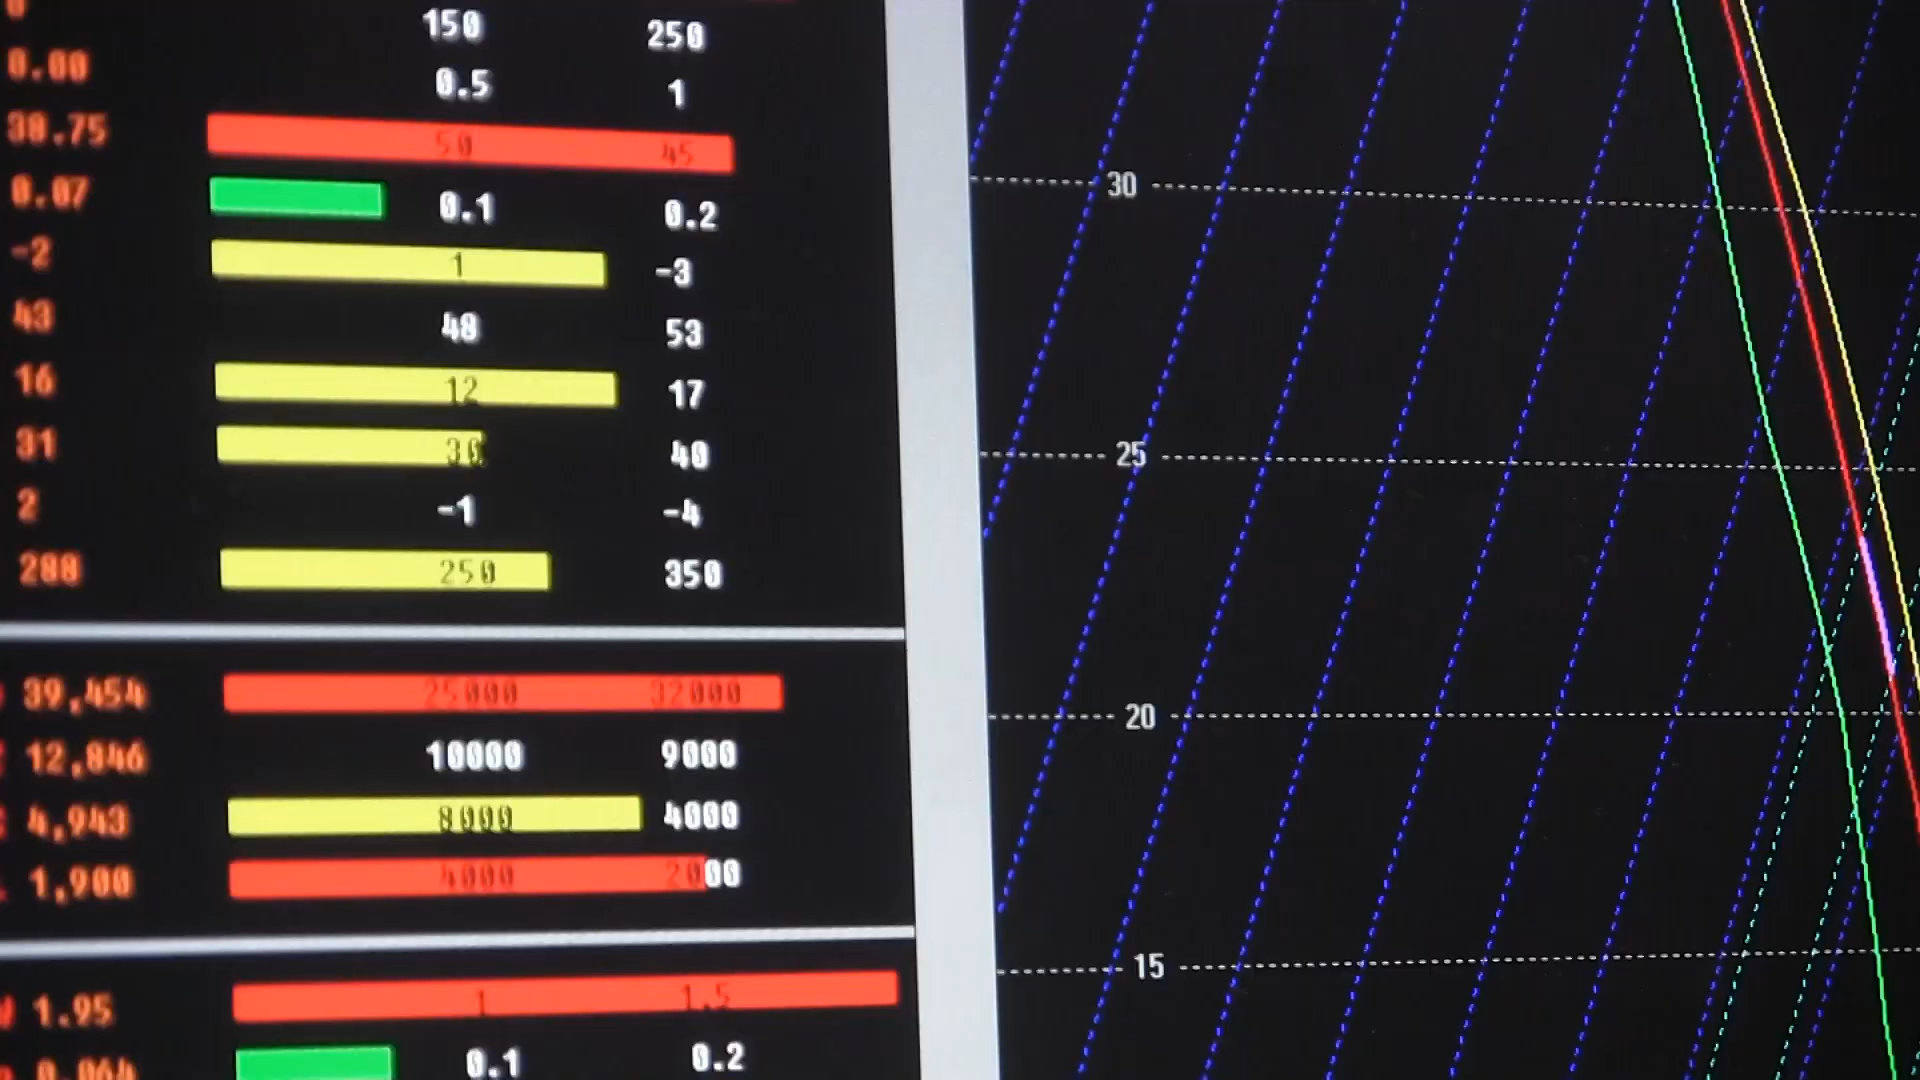 150 250
0.00 0.5 1
38.75 50 45
0.07 0.1 0.2
-2 1 -3
43 48 53
16 12 17
31 30 40
2 -1 -4
288 250 350
39,454 25000 32000
12,846 10000 9000
4,943 8000 4000
1,900 4000 2000
1.95 1 1.5
0.064 0.1 0.2
30
25
20
15